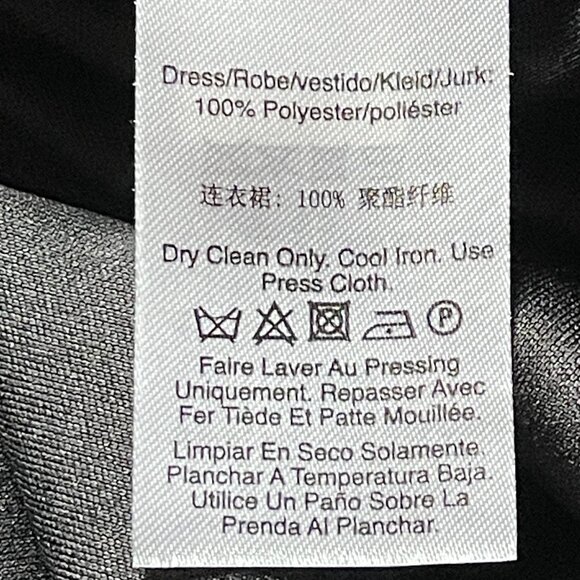 Dress/Robe/vestido/Kleid/Jurk:
100% Polyester/poliéster
连衣裙: 100% 聚酯纤维
Dry Clean Only. Cool Iron. Use
Press Cloth.
P
Faire Laver Au Pressing
Uniquement. Repasser Avec
Fer Tiède Et Patte Mouillée.
Limpiar En Seco Solamente.
Planchar A Temperatura Baja.
Utilice Un Paño Sobre La
Prenda Al Planchar.